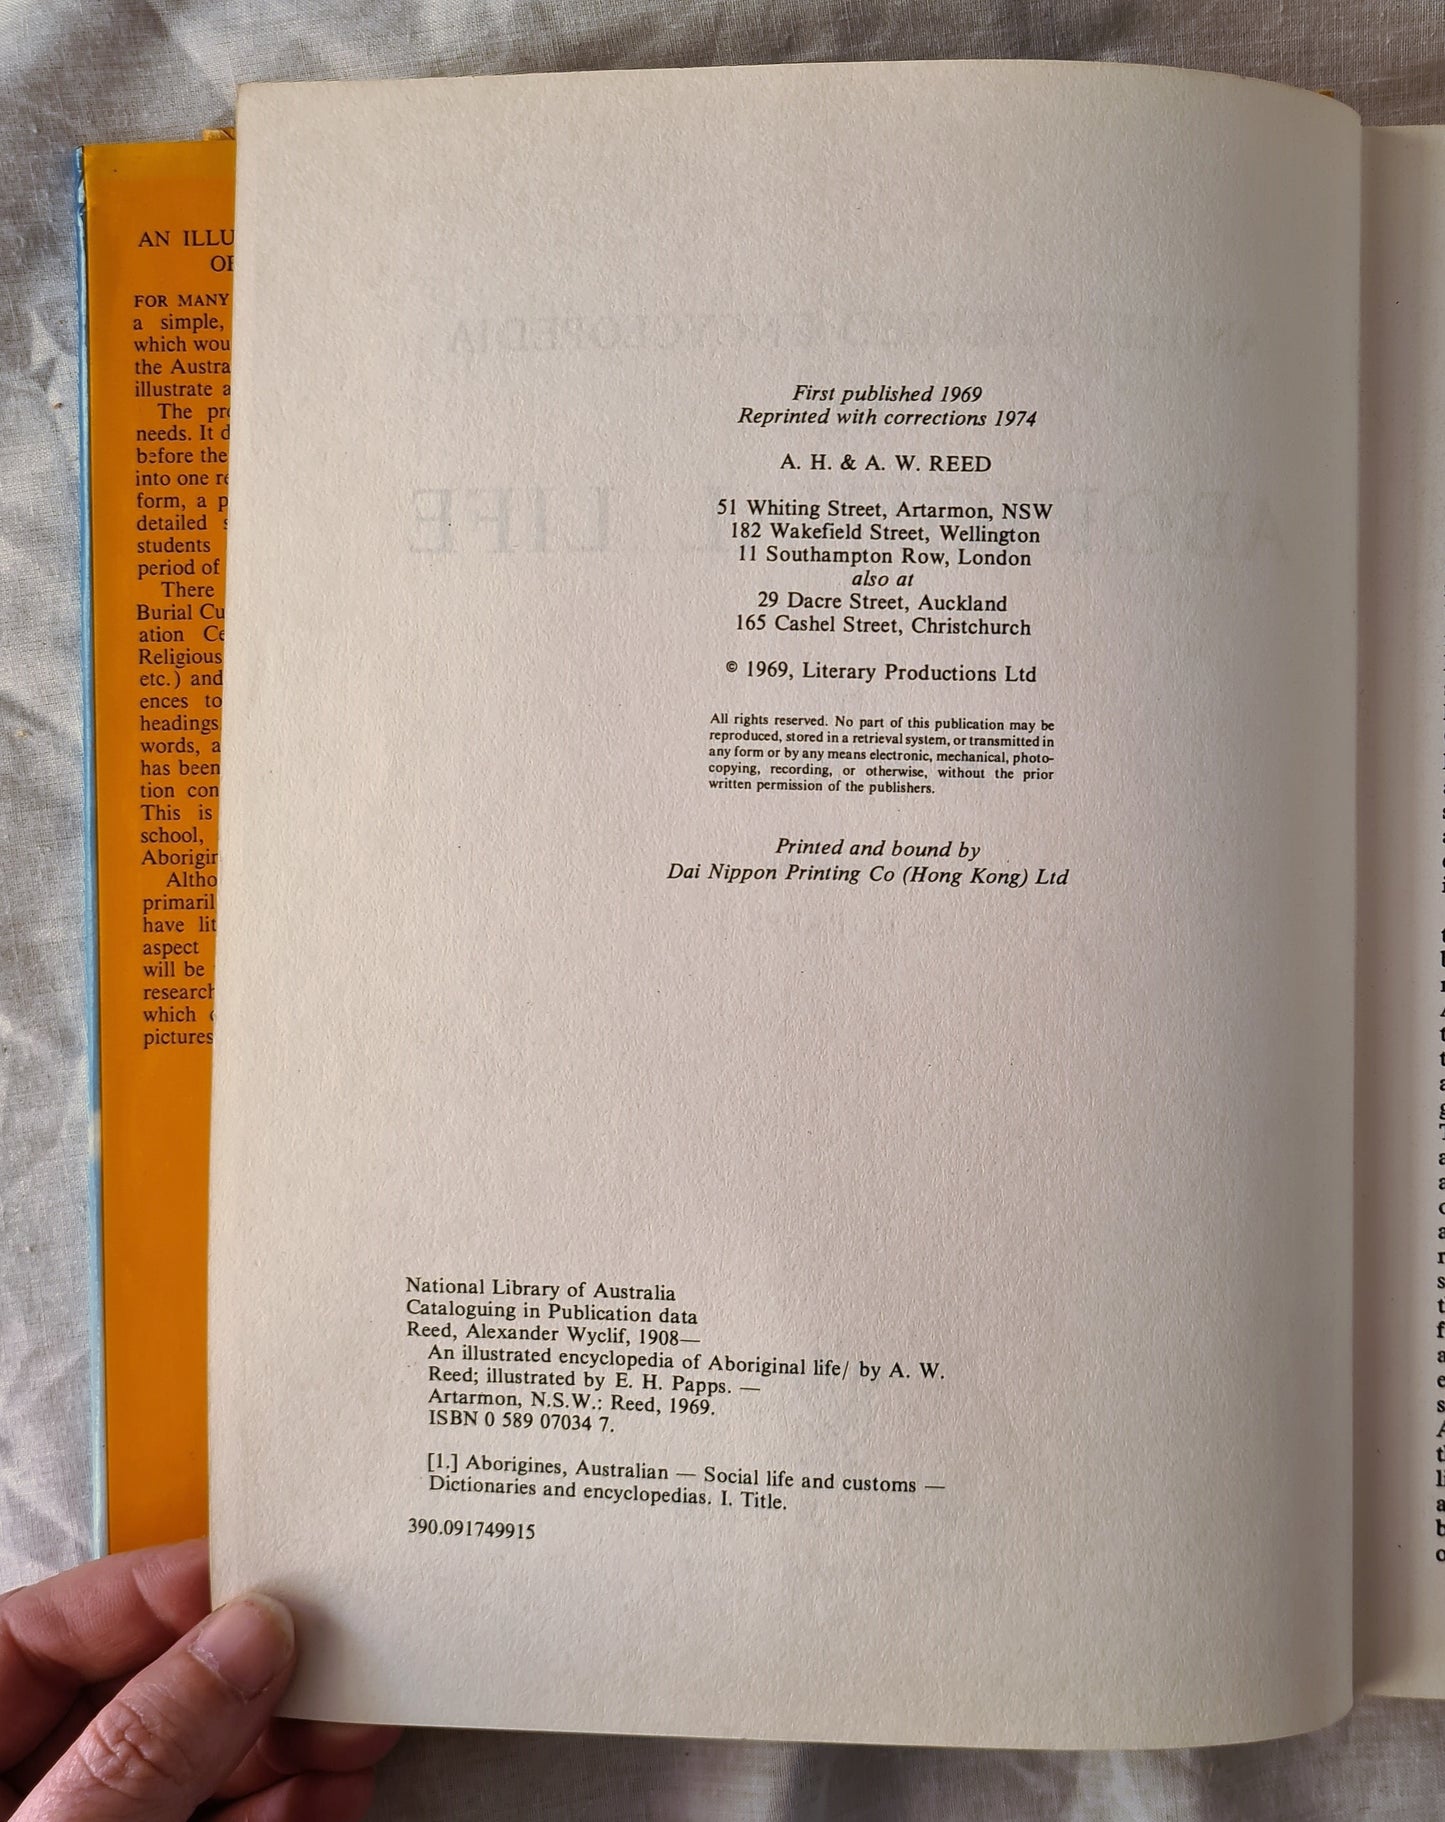 AN ILLU
OF
FOR MANY
a simple,
which wou
the Austra
illustrate a
The pr
needs. It d
before the
into one re
form, a p
detailed s
students
period of
There
Burial Cu
ation Ce
Religious
etc.) and
ences to
headings
words, a
has been
tion con
This is
school,
Aborigin
Altho
primaril
have lit
aspect
will be
research
which
pictures
First published 1969
Reprinted with corrections 1974
A. H. & A. W. REED
51 Whiting Street, Artarmon, NSW
182 Wakefield Street, Wellington
11 Southampton Row, London
also at
29 Dacre Street, Auckland
165 Cashel Street, Christchurch
© 1969, Literary Productions Ltd
All rights reserved. No part of this publication may be
reproduced, stored in a retrieval system, or transmitted in
any form or by any means electronic, mechanical, photo-
copying, recording, or otherwise, without the prior
written permission of the publishers.
Printed and bound by
Dai Nippon Printing Co (Hong Kong) Ltd
National Library of Australia
Cataloguing in Publication data
Reed, Alexander Wyclif, 1908—
An illustrated encyclopedia of Aboriginal life/ by A. W.
Reed; illustrated by E. H. Papps. —
Artarmon, N.S.W.: Reed, 1969.
ISBN 0 589 07034 7.
[1.] Aborigines, Australian — Social life and customs —
Dictionaries and encyclopedias. I. Title.
390.091749915